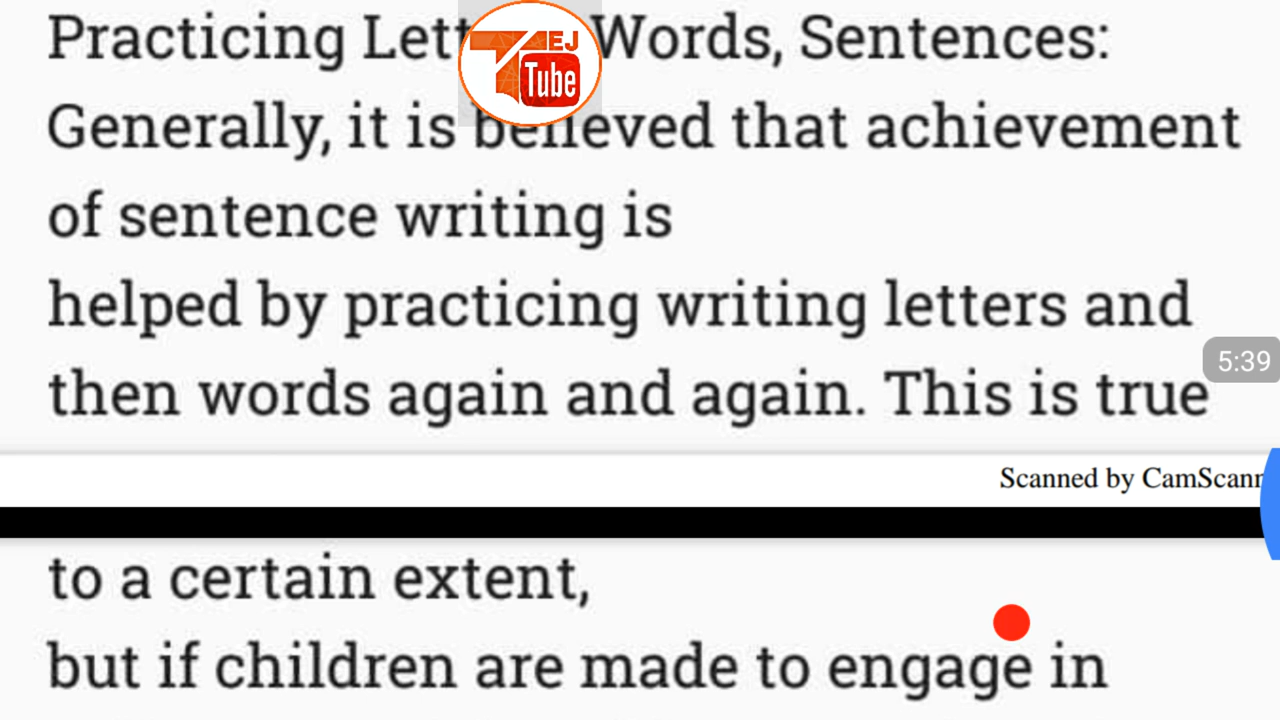 Practicing Lett Words, Sentences:
EJ
Tube
Generally, it is believed that achievement
of sentence writing is
helped by practicing writing letters and
5:39
then words again and again. This is true
Scanned by CamScann
to a certain extent,
but if children are made to engage in